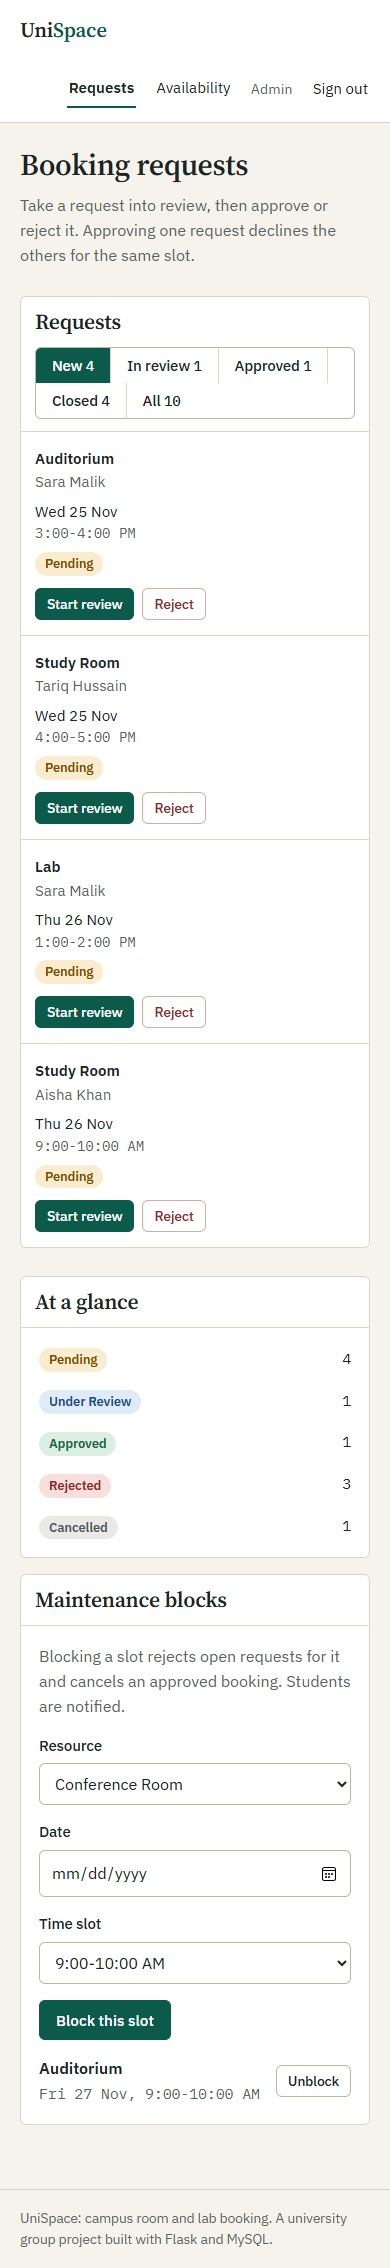 UniSpace
Requests Availability Admin Sign out
Booking requests
Take a request into review, then approve or
reject it. Approving one request declines the
others for the same slot.
Requests
New 4 In review 1 Approved 1
Closed 4 All 10
Auditorium
Sara Malik
Wed 25 Nov
3:00-4:00 PM
Pending
Start review Reject
Study Room
Tariq Hussain
Wed 25 Nov
4:00-5:00 PM
Pending
Start review Reject
Lab
Sara Malik
Thu 26 Nov
1:00-2:00 PM
Pending
Start review Reject
Study Room
Aisha Khan
Thu 26 Nov
9:00-10:00 AM
Pending
Start review Reject
At a glance
Pending 4
Under Review 1
Approved 1
Rejected 3
Cancelled 1
Maintenance blocks
Blocking a slot rejects open requests for it
and cancels an approved booking. Students
are notified.
Resource
Conference Room
Date
mm/dd/yyyy
Time slot
9:00-10:00 AM
Block this slot
Auditorium
Fri 27 Nov, 9:00-10:00 AM Unblock
UniSpace: campus room and lab booking. A university
group project built with Flask and MySQL.